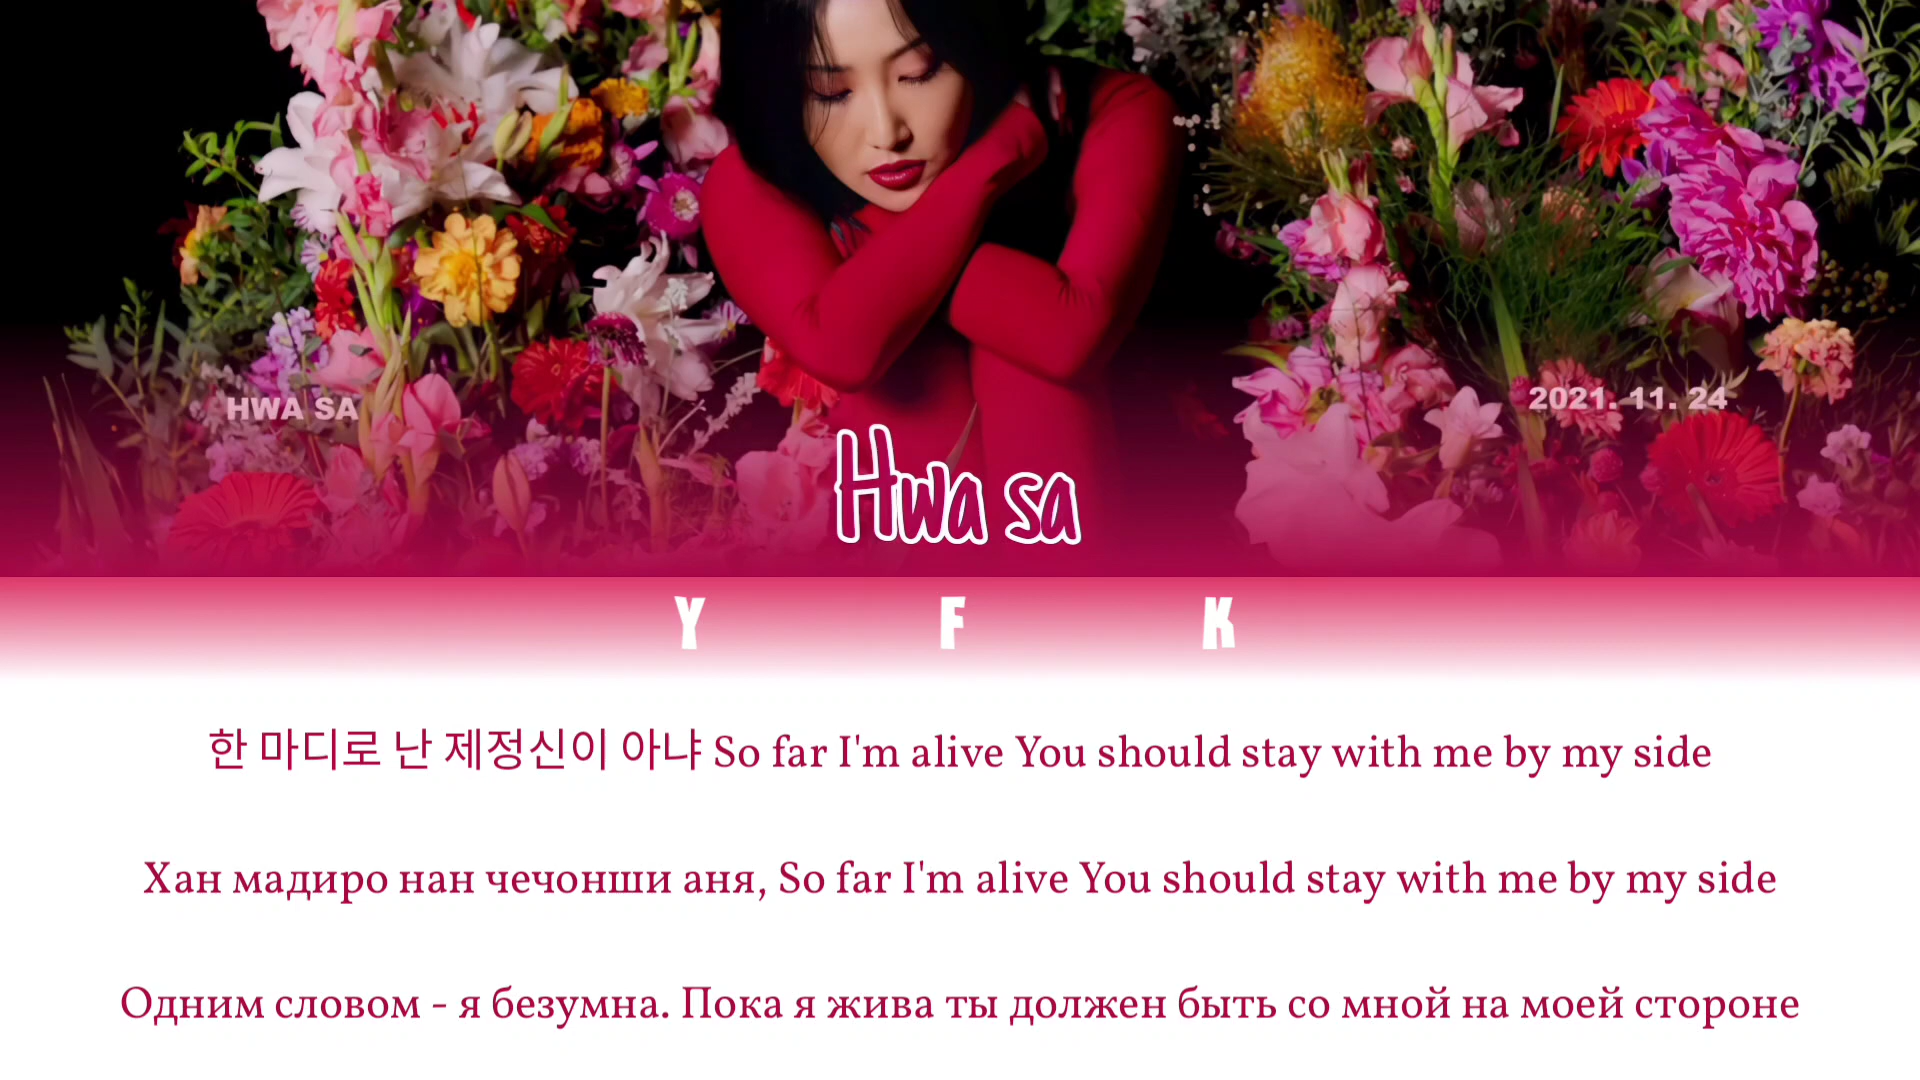 HWA SA
2021. 11. 24
Hwa sa
Y F K
한 마디로 난 제정신이 아냐 So far I'm alive You should stay with me by my side
Хан мадиро нан чечонши аня, So far I'm alive You should stay with me by my side
Одним словом - я безумна. Пока я жива ты должен быть со мной на моей стороне